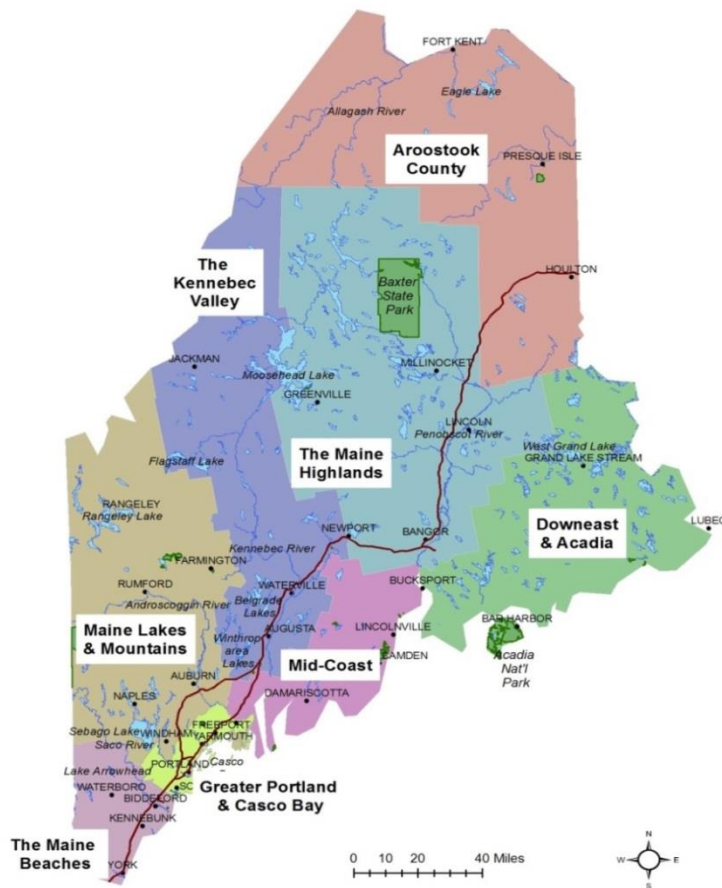 FORT KENT
Eagle Lake
Allagash River
Aroostook
County
PRESQUE ISLE
The
Kennebec
Valley
HOULTON
Baxter
State
Park
JACKMAN
Moosehead Lake
MILLINOCKET
GREENVILLE
LINCOLN
Penobscot River
The Maine
Highlands
West Grand Lake
GRAND LAKE STREAM
Flagstaff Lake
RANGELEY
Rangeley Lake
NEWPORT
BANGOR
Downeast
& Acadia
LUBEC
Kennebec River
FARMINGTON
RUMFORD
WATERVILLE
BUCKSPORT
Androscoggin River
Belgrade
Lakes
Maine Lakes
& Mountains
AUGUSTA
Winthrop
area
Lakes
LINCOLNVILLE
BAR HARBOR
Acadia
Nat'l
Park
Mid-Coast
CAMDEN
AUBURN
NAPLES
DAMARISCOTTA
Sebago Lake
WINDHAM
FREEPORT
YARMOUTH
Saco River
PORTLAND
Casco
Lake Arrowhead
SC
WATERBORO
BIDDEFORD
Greater Portland
& Casco Bay
KENNEBUNK
The Maine
Beaches
YORK
0 10 20 40 Miles
N
W E
S